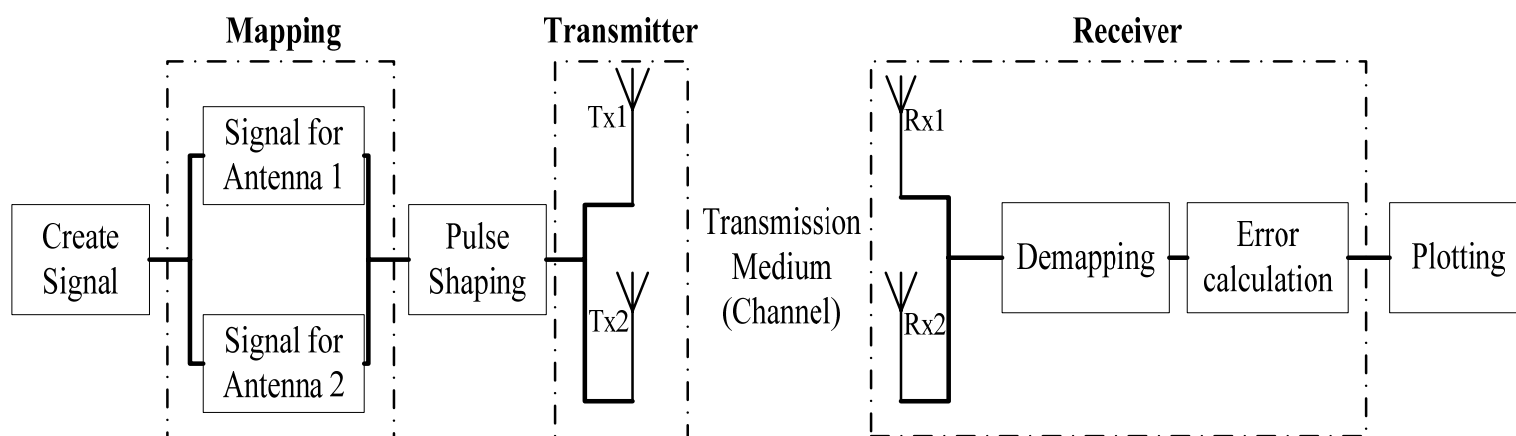 Mapping
Transmitter
Receiver
Create
Signal
Signal for
Antenna 1
Signal for
Antenna 2
Pulse
Shaping
Tx1
Tx2
Transmission
Medium
(Channel)
Rx1
Rx2
Demapping
Error
calculation
Plotting